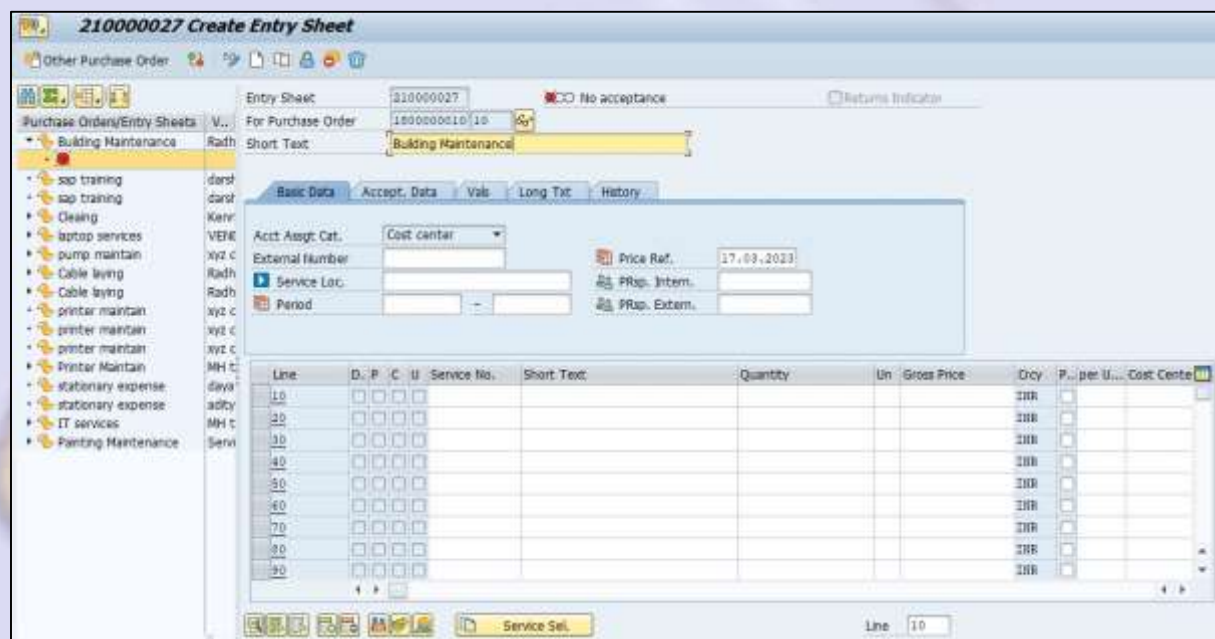 210000027 Create Entry Sheet
Other Purchase Order
Entry Sheet 210000027 No acceptance Returns Indicator
For Purchase Order 10
Short Text Building Maintenance
Purchase Orders/Entry Sheets V...
Building Maintenance Radh
sap training darsh
sap training darsh
Cleaing Kenr
laptop services VENE
pump maintain xyz c
Cable laying Radh
Cable laying Radh
printer maintain xyz c
printer maintain xyz c
printer maintain xyz c
Printer Maintain MH t
stationary expense daya
stationary expense adity
IT services MH t
Painting Maintenance Servi
Basic Data Accept. Data Vals Long Txt History
Acct Assgt Cat. Cost center
External Number Price Ref. 17.03.2023
Service Loc. PRsp. Intern.
Period - PRsp. Extern.
Line D. P C U Service No. Short Text Quantity Un Gross Price Crcy P.. per U... Cost Cente
10 INR
20 INR
30 INR
40 INR
50 INR
60 INR
70 INR
80 INR
90 INR
Service Sel. Line 10